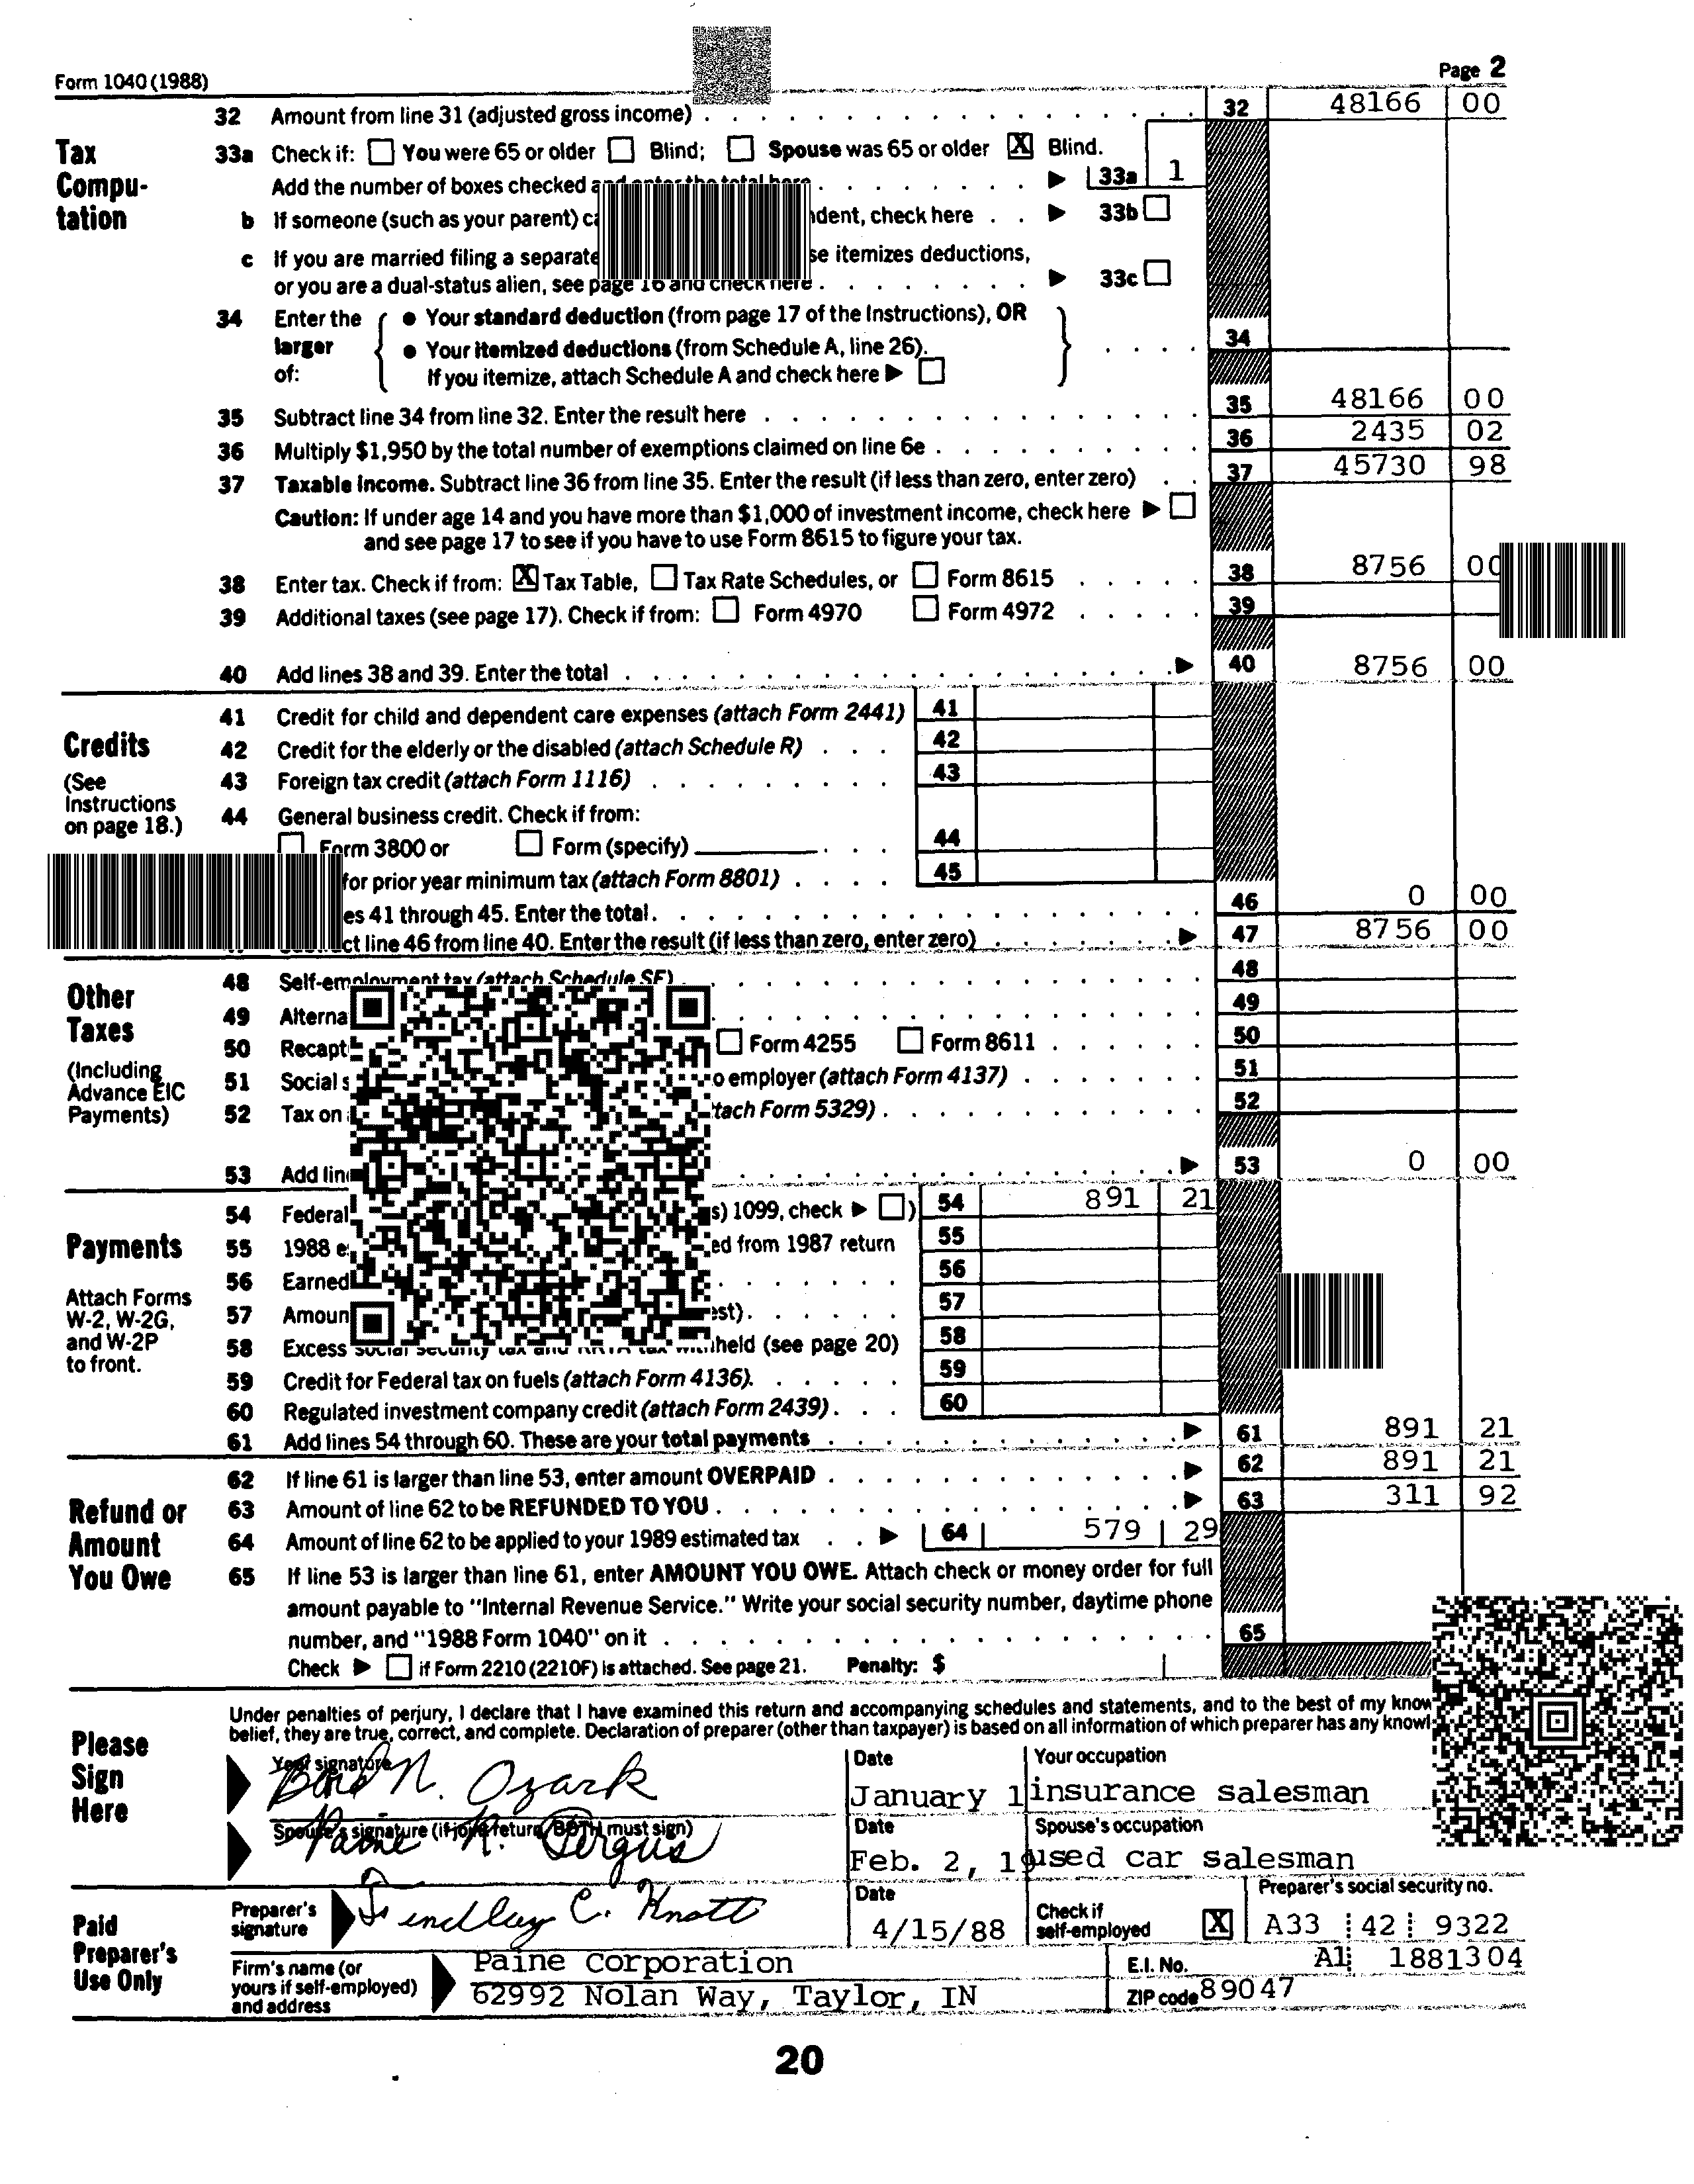 Form 1040 (1988)
Page 2
32 Amount from line 31 (adjusted gross income) 32 48166 00
Tax Compu-tation
33a Check if: You were 65 or older Blind; Spouse was 65 or older X Blind.
Add the number of boxes checked and enter the total here 33a 1
b If someone (such as your parent) dent, check here 33b
c If you are married filing a separate se itemizes deductions,
or you are a dual-status alien, see page 16 and check here 33c
34 Enter the larger of:
• Your standard deduction (from page 17 of the Instructions), OR
• Your itemized deductions (from Schedule A, line 26).
If you itemize, attach Schedule A and check here
34
35 Subtract line 34 from line 32. Enter the result here 35 48166 00
36 Multiply $1,950 by the total number of exemptions claimed on line 6e 36 2435 02
37 Taxable income. Subtract line 36 from line 35. Enter the result (if less than zero, enter zero) 37 45730 98
Caution: If under age 14 and you have more than $1,000 of investment income, check here
and see page 17 to see if you have to use Form 8615 to figure your tax.
38 Enter tax. Check if from: X Tax Table, Tax Rate Schedules, or Form 8615 38 8756 00
39 Additional taxes (see page 17). Check if from: Form 4970 Form 4972 39
40 Add lines 38 and 39. Enter the total 40 8756 00
Credits
(See Instructions on page 18.)
41 Credit for child and dependent care expenses (attach Form 2441) 41
42 Credit for the elderly or the disabled (attach Schedule R) 42
43 Foreign tax credit (attach Form 1116) 43
44 General business credit. Check if from:
Form 3800 or Form (specify) 44
for prior year minimum tax (attach Form 8801) 45
es 41 through 45. Enter the total. 46 0 00
ct line 46 from line 40. Enter the result (if less than zero, enter zero) 47 8756 00
Other Taxes
(Including Advance EIC Payments)
48 Self-employment tax (attach Schedule SE) 48
49 Alterna 49
50 Recapt Form 4255 Form 8611 50
51 Social s o employer (attach Form 4137) 51
52 Tax on tach Form 5329) 52
53 Add line 53 0 00
Payments
Attach Forms W-2, W-2G, and W-2P to front.
54 Federal s) 1099, check ) 54 891 21
55 1988 e ed from 1987 return 55
56 Earned 56
57 Amoun est) 57
58 Excess social security tax and RRTA tax withheld (see page 20) 58
59 Credit for Federal tax on fuels (attach Form 4136). 59
60 Regulated investment company credit (attach Form 2439) 60
61 Add lines 54 through 60. These are your total payments 61 891 21
Refund or Amount You Owe
62 If line 61 is larger than line 53, enter amount OVERPAID 62 891 21
63 Amount of line 62 to be REFUNDED TO YOU 63 311 92
64 Amount of line 62 to be applied to your 1989 estimated tax 64 579 29
65 If line 53 is larger than line 61, enter AMOUNT YOU OWE. Attach check or money order for full
amount payable to "Internal Revenue Service." Write your social security number, daytime phone
number, and "1988 Form 1040" on it 65
Check if Form 2210 (2210F) is attached. See page 21. Penalty: $
Please Sign Here
Under penalties of perjury, I declare that I have examined this return and accompanying schedules and statements, and to the best of my know
belief, they are true, correct, and complete. Declaration of preparer (other than taxpayer) is based on all information of which preparer has any knowl
Your signature Date Your occupation
N. Ozark January 1 insurance salesman
Spouse's signature (if joint return, BOTH must sign) Date Spouse's occupation
Paine N. Fergus Feb. 2, 19 used car salesman
Paid Preparer's Use Only
Preparer's signature Findlay C. Knott Date 4/15/88 Check if self-employed X Preparer's social security no. A33 42 9322
Firm's name (or yours if self-employed) and address
Paine Corporation E.I. No. A1 1881304
62992 Nolan Way, Taylor, IN ZIP code 89047
20